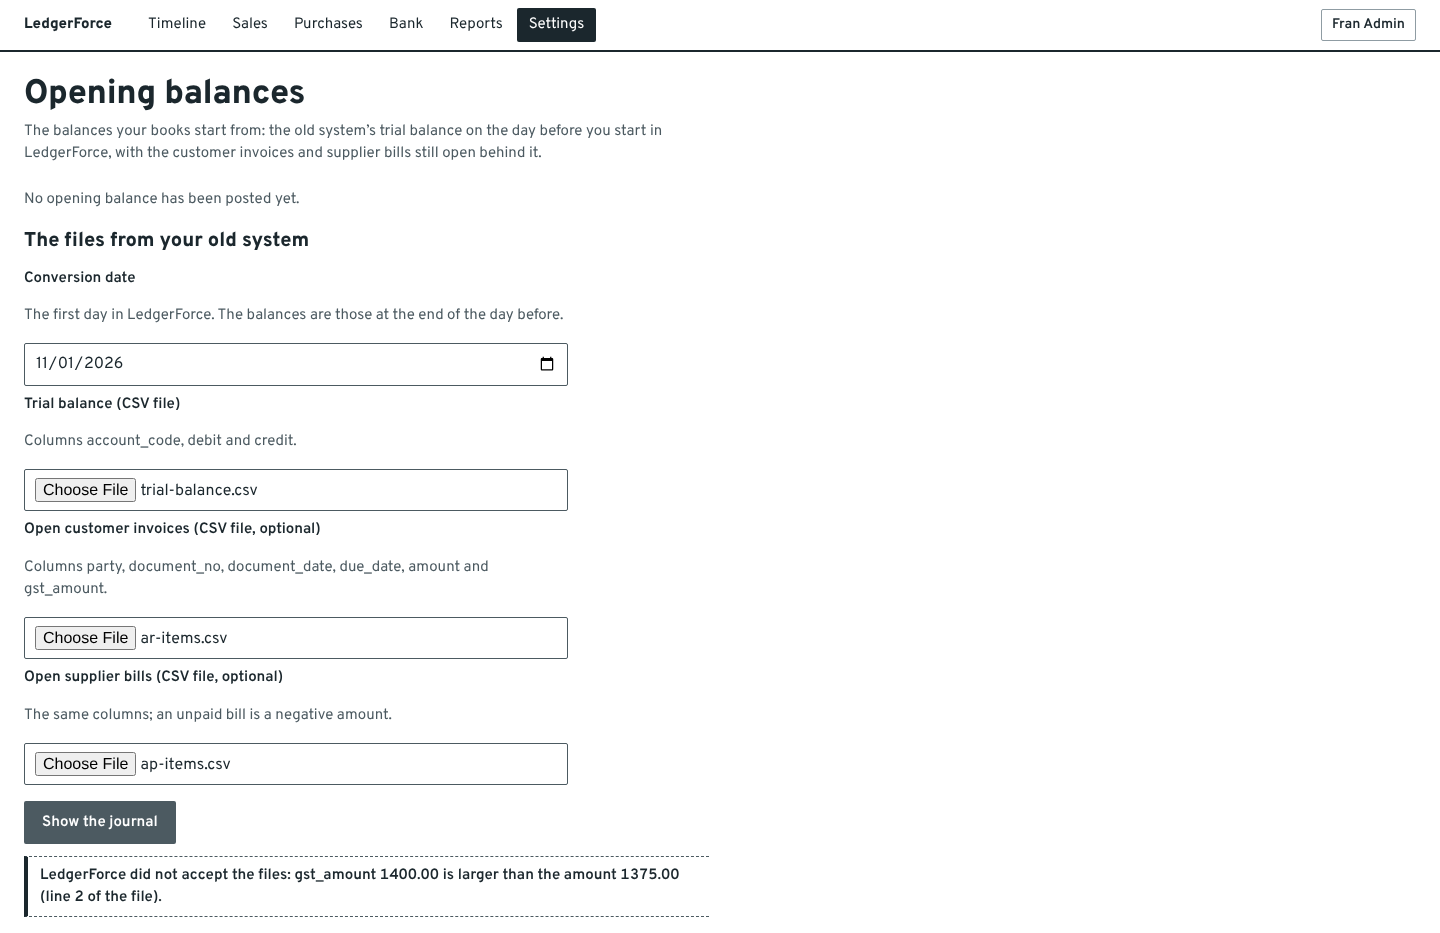 LedgerForce Timeline Sales Purchases Bank Reports Settings Fran Admin
Opening balances
The balances your books start from: the old system’s trial balance on the day before you start in
LedgerForce, with the customer invoices and supplier bills still open behind it.
No opening balance has been posted yet.
The files from your old system
Conversion date
The first day in LedgerForce. The balances are those at the end of the day before.
11/01/2026
Trial balance (CSV file)
Columns account_code, debit and credit.
Choose File trial-balance.csv
Open customer invoices (CSV file, optional)
Columns party, document_no, document_date, due_date, amount and
gst_amount.
Choose File ar-items.csv
Open supplier bills (CSV file, optional)
The same columns; an unpaid bill is a negative amount.
Choose File ap-items.csv
Show the journal
LedgerForce did not accept the files: gst_amount 1400.00 is larger than the amount 1375.00
(line 2 of the file).